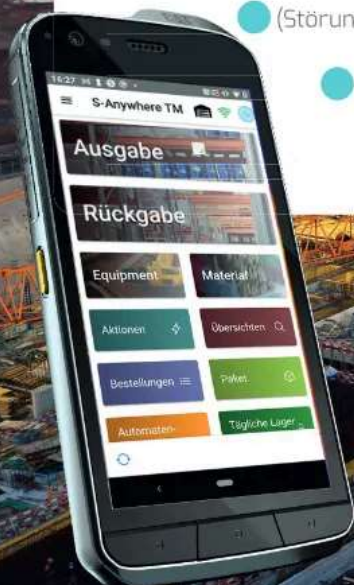 (Störun
16:27
S-Anywhere TM
Ausgabe
Rückgabe
Equipment
Material
Aktionen
Übersichten
Bestellungen
Paket
Automaten-
Tägliche Lager